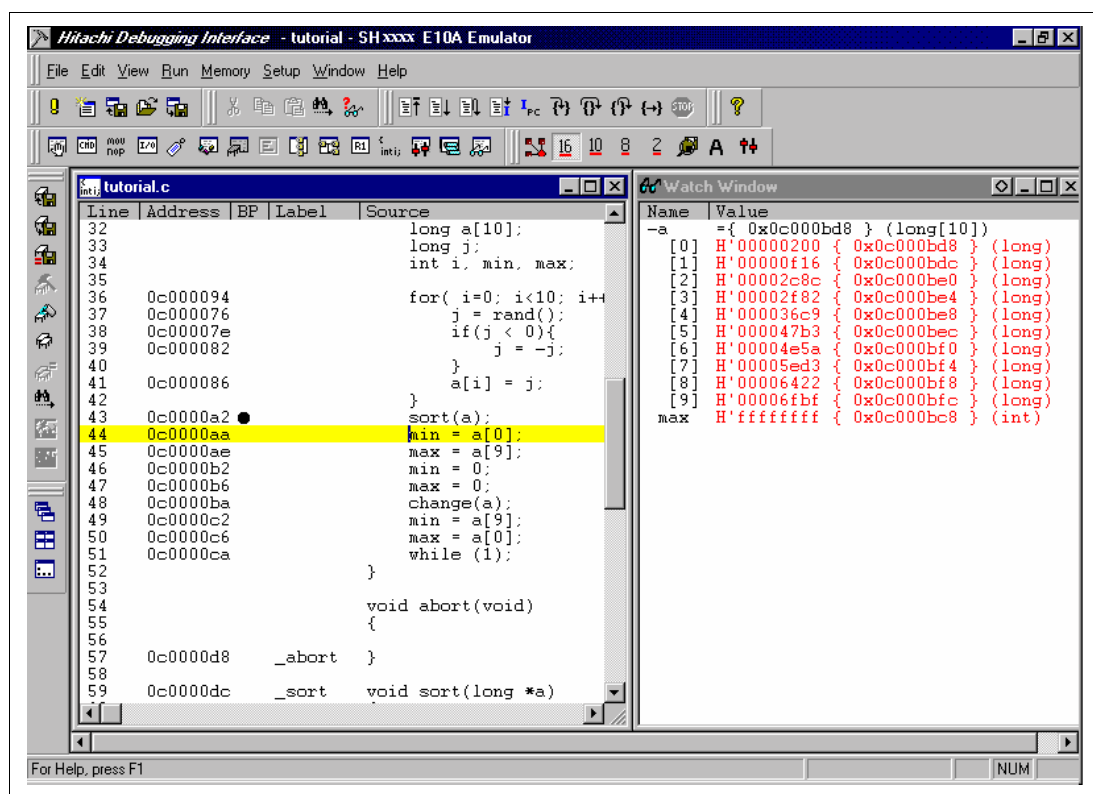 Hitachi Debugging Interface - tutorial - SHxxxx E10A Emulator
File Edit View Run Memory Setup Window Help
tutorial.c
Line Address BP Label Source
32 long a[10];
33 long j;
34 int i, min, max;
35
36 0c000094 for( i=0; i<10; i++
37 0c000076 j = rand();
38 0c00007e if(j < 0){
39 0c000082 j = -j;
40 }
41 0c000086 a[i] = j;
42 }
43 0c0000a2 sort(a);
44 0c0000aa min = a[0];
45 0c0000ae max = a[9];
46 0c0000b2 min = 0;
47 0c0000b6 max = 0;
48 0c0000ba change(a);
49 0c0000c2 min = a[9];
50 0c0000c6 max = a[0];
51 0c0000ca while (1);
52 }
53
54 void abort(void)
55 {
56
57 0c0000d8 _abort }
58
59 0c0000dc _sort void sort(long *a)
Watch Window
Name Value
-a ={ 0x0c000bd8 } (long[10])
[0] H'00000200 { 0x0c000bd8 } (long)
[1] H'00000f16 { 0x0c000bdc } (long)
[2] H'00002c8c { 0x0c000be0 } (long)
[3] H'00002f82 { 0x0c000be4 } (long)
[4] H'000036c9 { 0x0c000be8 } (long)
[5] H'000047b3 { 0x0c000bec } (long)
[6] H'00004e5a { 0x0c000bf0 } (long)
[7] H'00005ed3 { 0x0c000bf4 } (long)
[8] H'00006422 { 0x0c000bf8 } (long)
[9] H'00006fbf { 0x0c000bfc } (long)
max H'ffffffff { 0x0c000bc8 } (int)
For Help, press F1
NUM